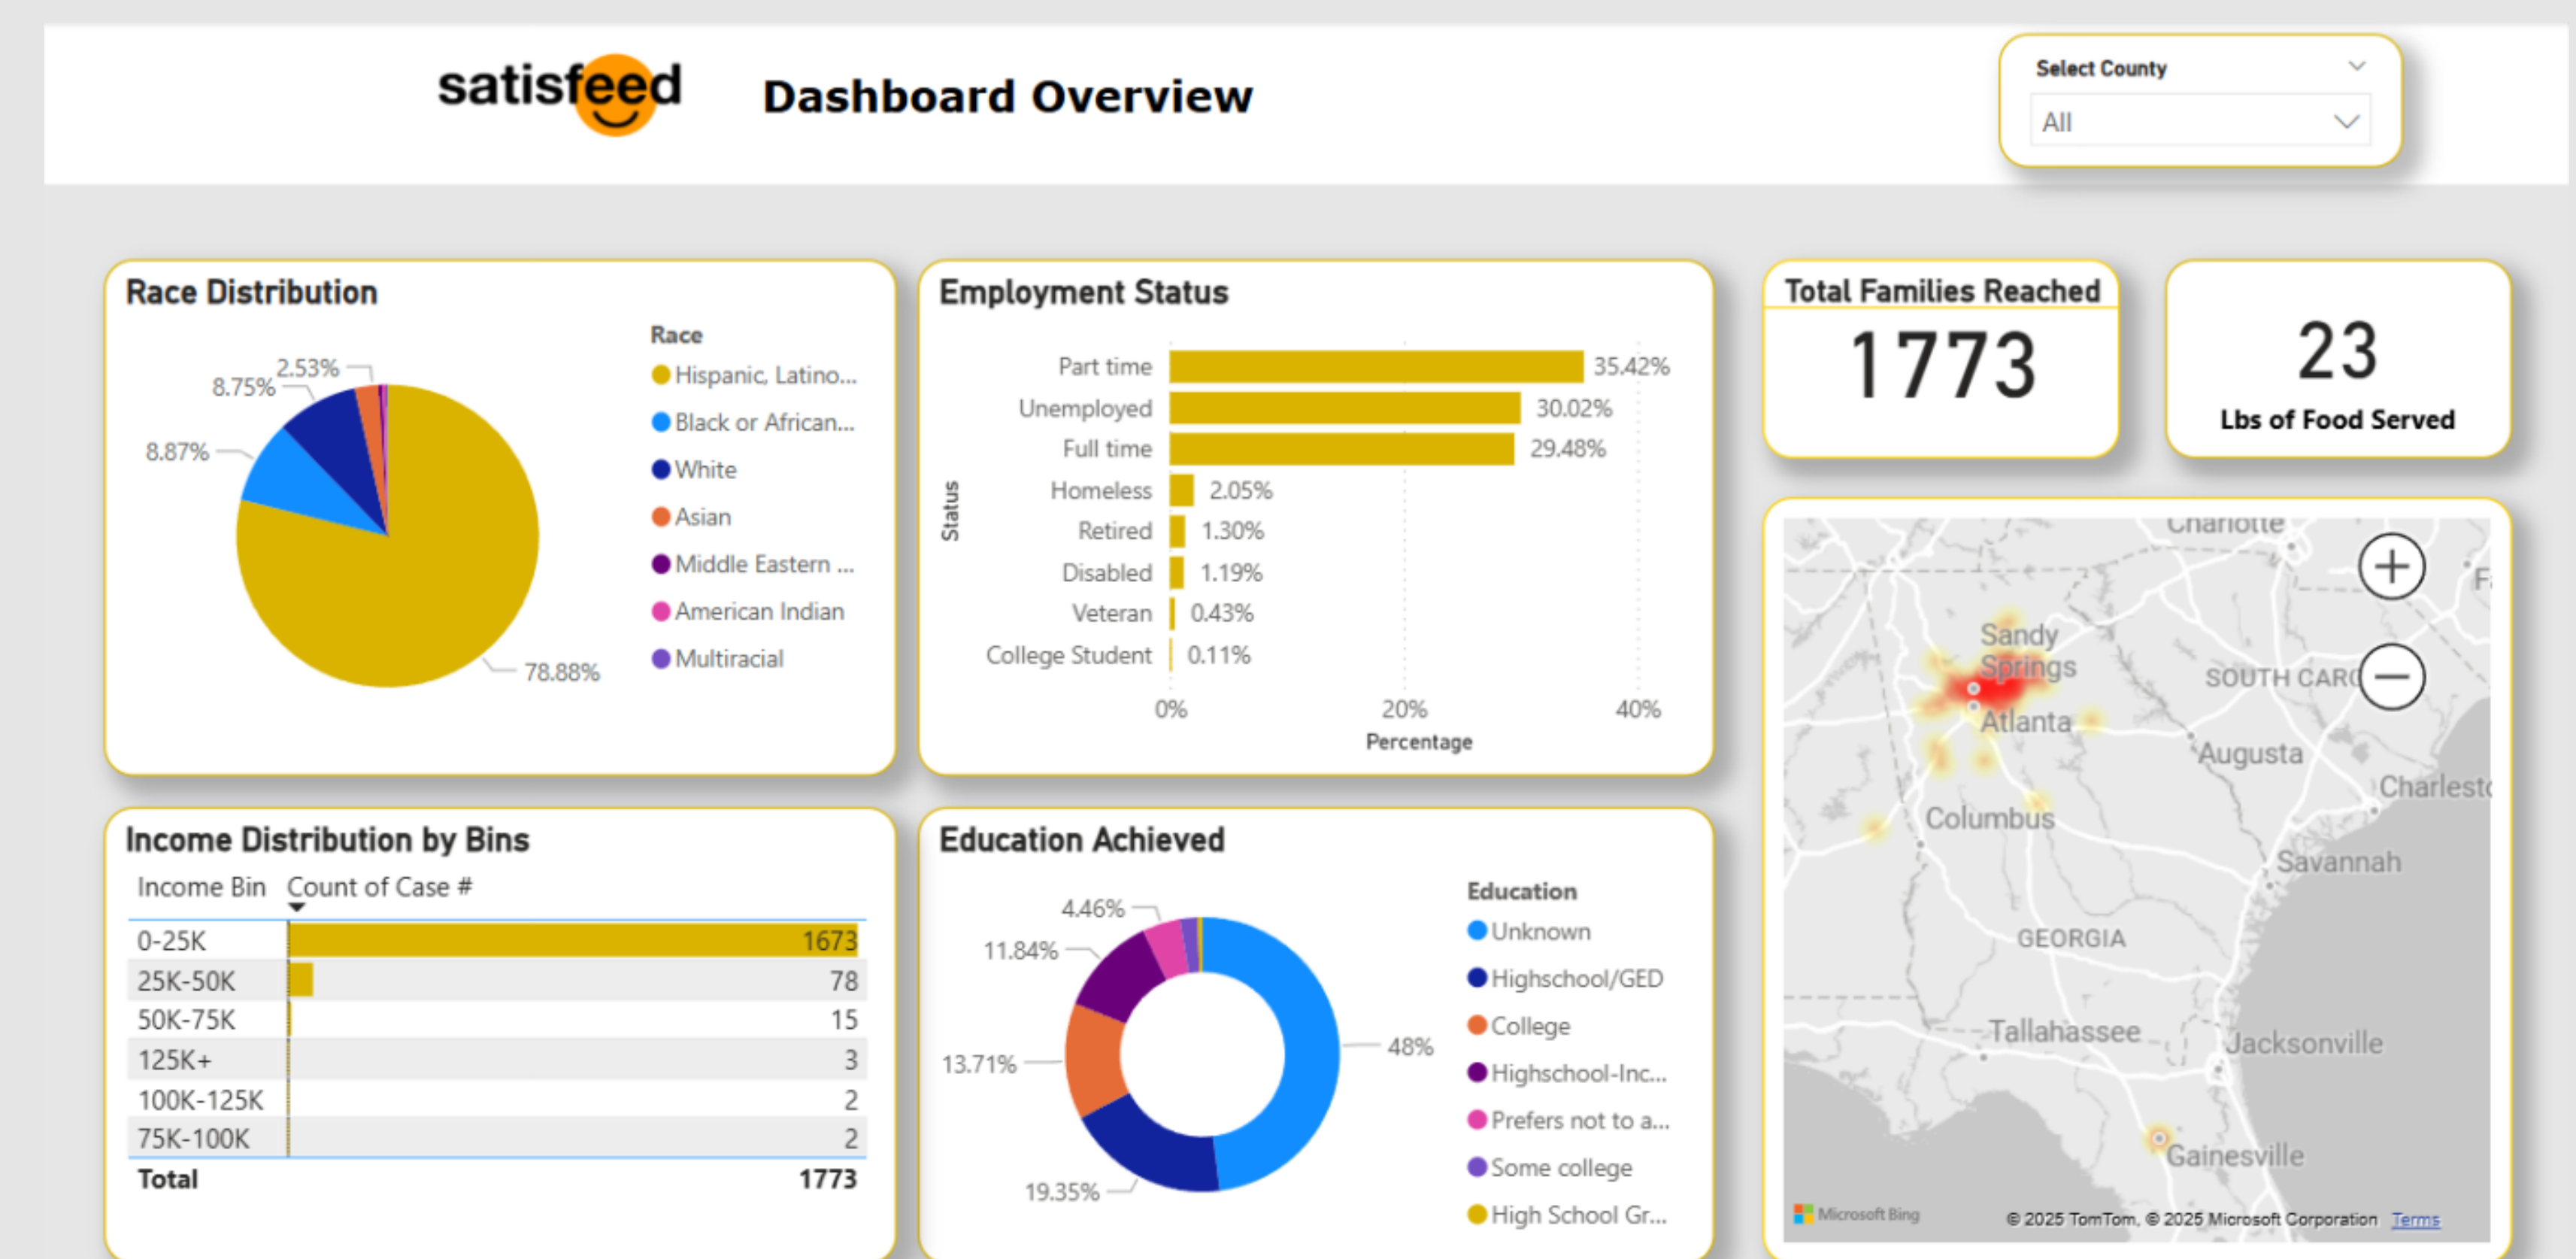 satisfeed
Dashboard Overview
Select County
All
Race Distribution
2.53%
8.75%
8.87%
78.88%
Race
Hispanic, Latino...
Black or African...
White
Asian
Middle Eastern ...
American Indian
Multiracial
Employment Status
Status
Part time 35.42%
Unemployed 30.02%
Full time 29.48%
Homeless 2.05%
Retired 1.30%
Disabled 1.19%
Veteran 0.43%
College Student 0.11%
0% 20% 40%
Percentage
Total Families Reached
1773
23
Lbs of Food Served
Income Distribution by Bins
Income Bin Count of Case #
0-25K 1673
25K-50K 78
50K-75K 15
125K+ 3
100K-125K 2
75K-100K 2
Total 1773
Education Achieved
4.46%
11.84%
13.71%
19.35%
48%
Education
Unknown
Highschool/GED
College
Highschool-Inc...
Prefers not to a...
Some college
High School Gr...
Charlotte
Sandy
Springs
SOUTH CARO
Atlanta
Augusta
Charlesto
Columbus
Savannah
GEORGIA
Tallahassee
Jacksonville
Gainesville
Microsoft Bing
© 2025 TomTom, © 2025 Microsoft Corporation Terms